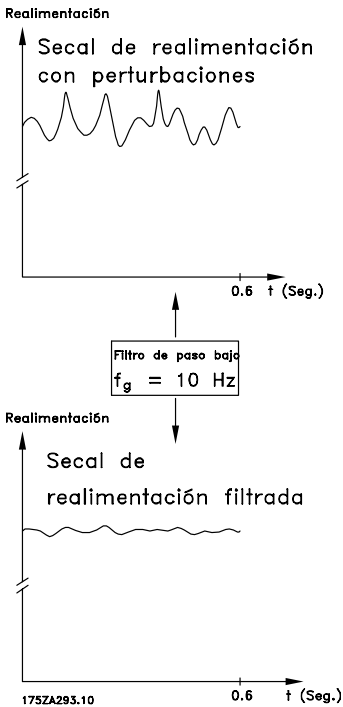 Realimentación
Secal de realimentación
con perturbaciones
0.6 t (Seg.)
Filtro de paso bajo
fg = 10 Hz
Realimentación
Secal de
realimentación filtrada
0.6 t (Seg.)
175ZA293.10